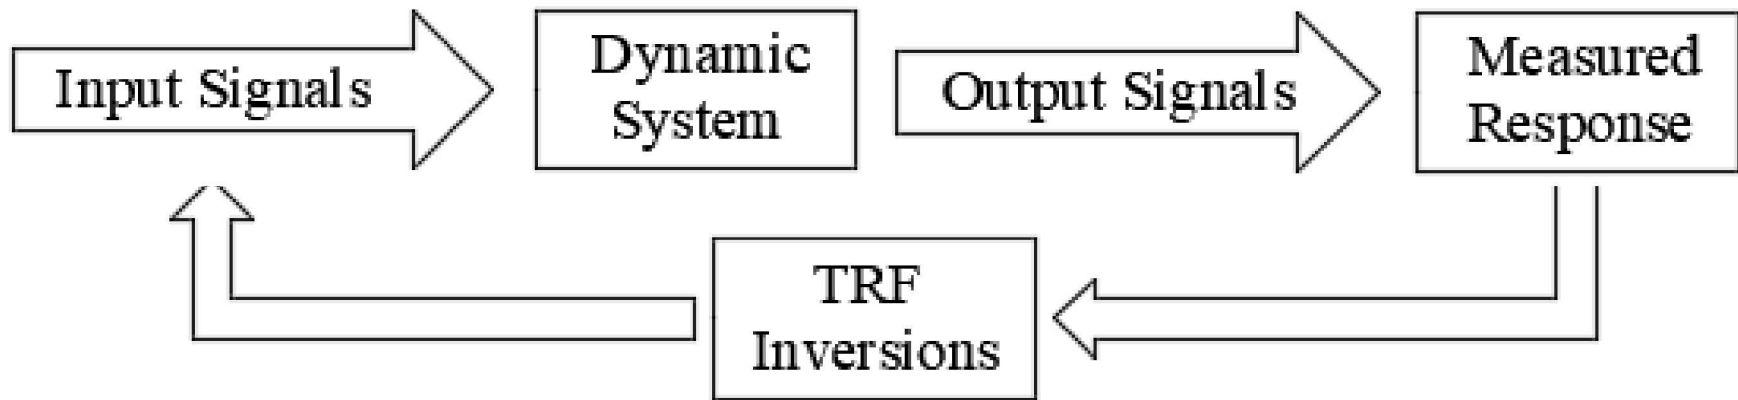 Input Signals
Dynamic
System
Output Signals
Measured
Response
TRF
Inversions